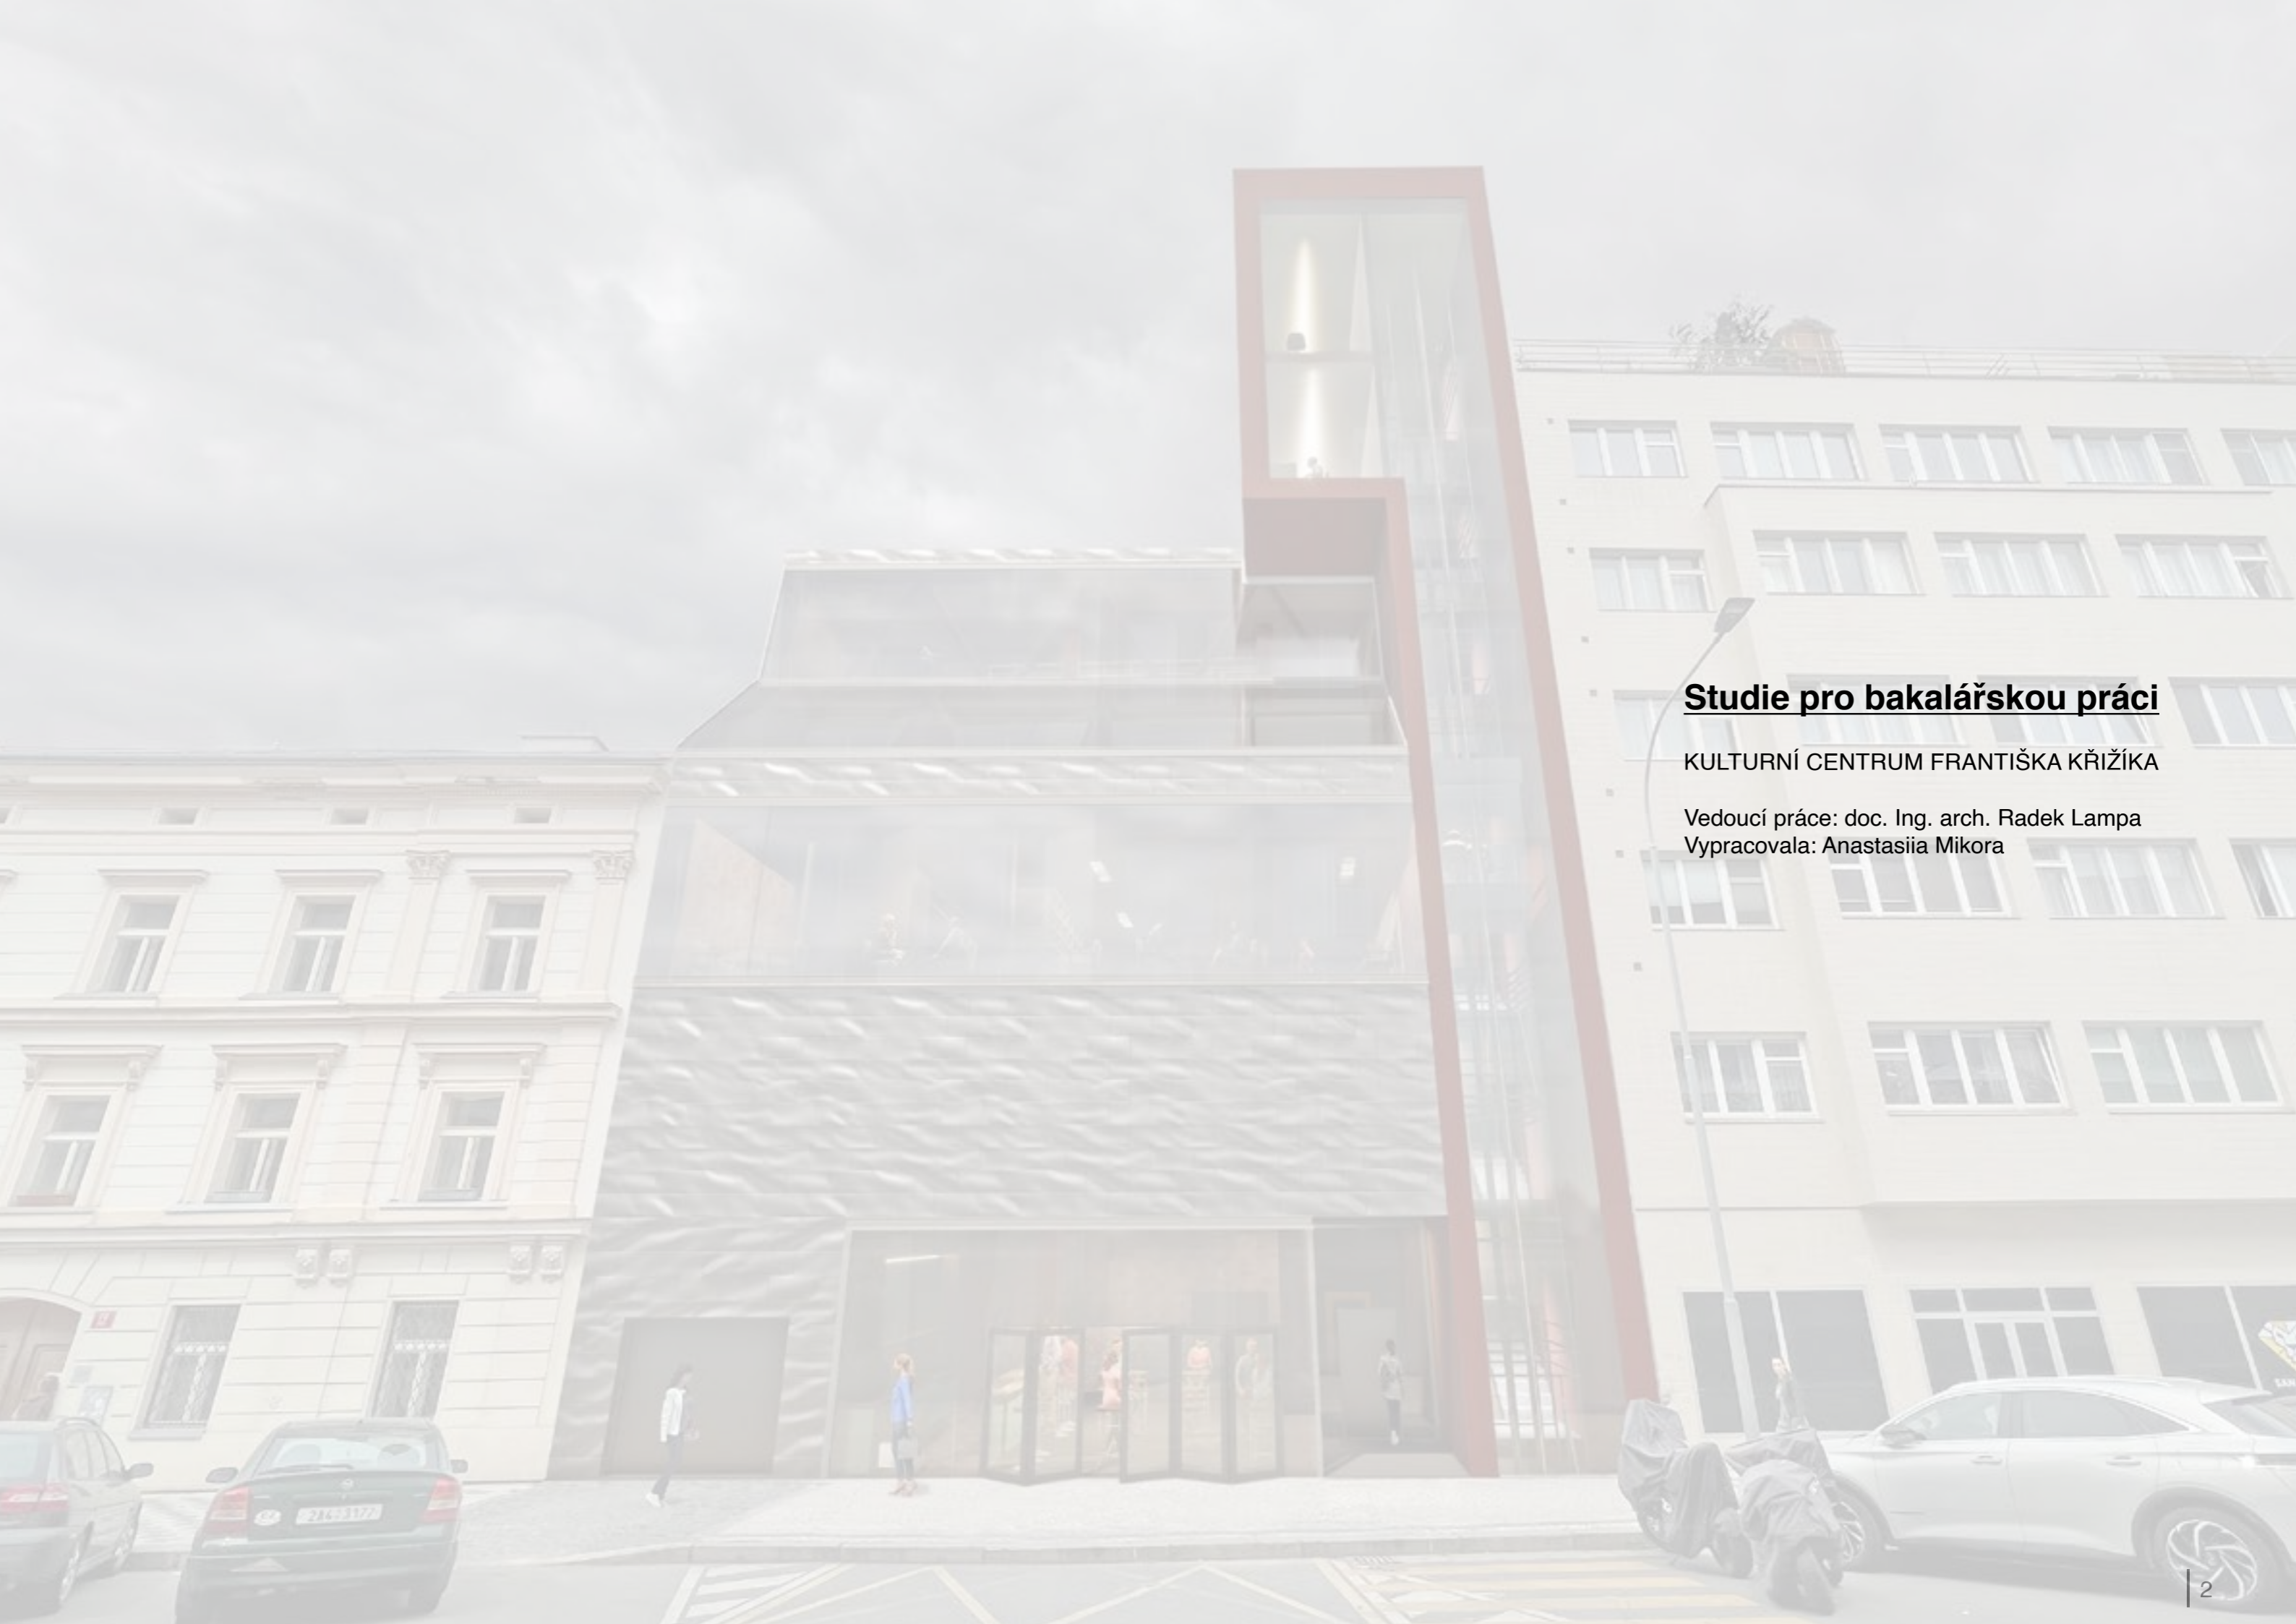 Studie pro bakalářskou práci
KULTURNÍ CENTRUM FRANTIŠKA KŘIŽÍKA
Vedoucí práce: doc. Ing. arch. Radek Lampa
Vypracovala: Anastasiia Mikora
2